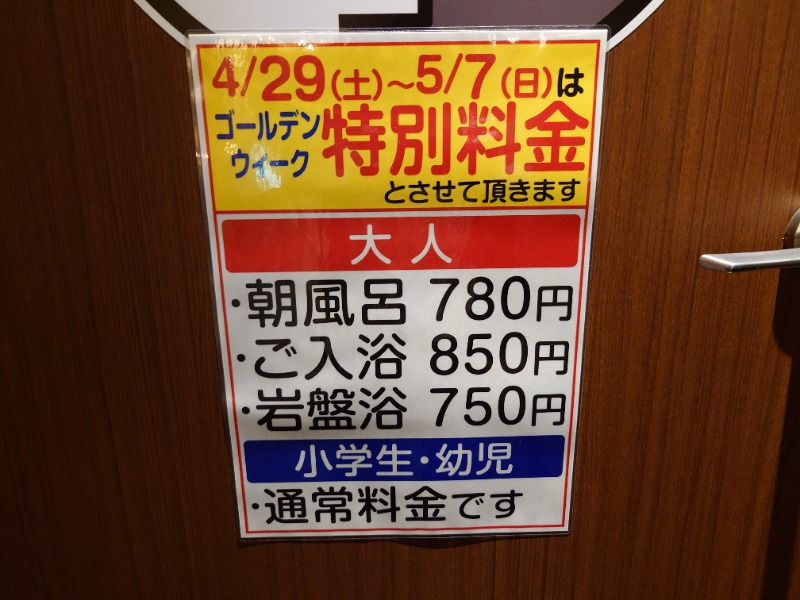 4/29(土)～5/7(日)は
ゴールデン
ウィーク
特別料金
とさせて頂きます
大人
・朝風呂 780円
・ご入浴 850円
・岩盤浴 750円
小学生・幼児
・通常料金です